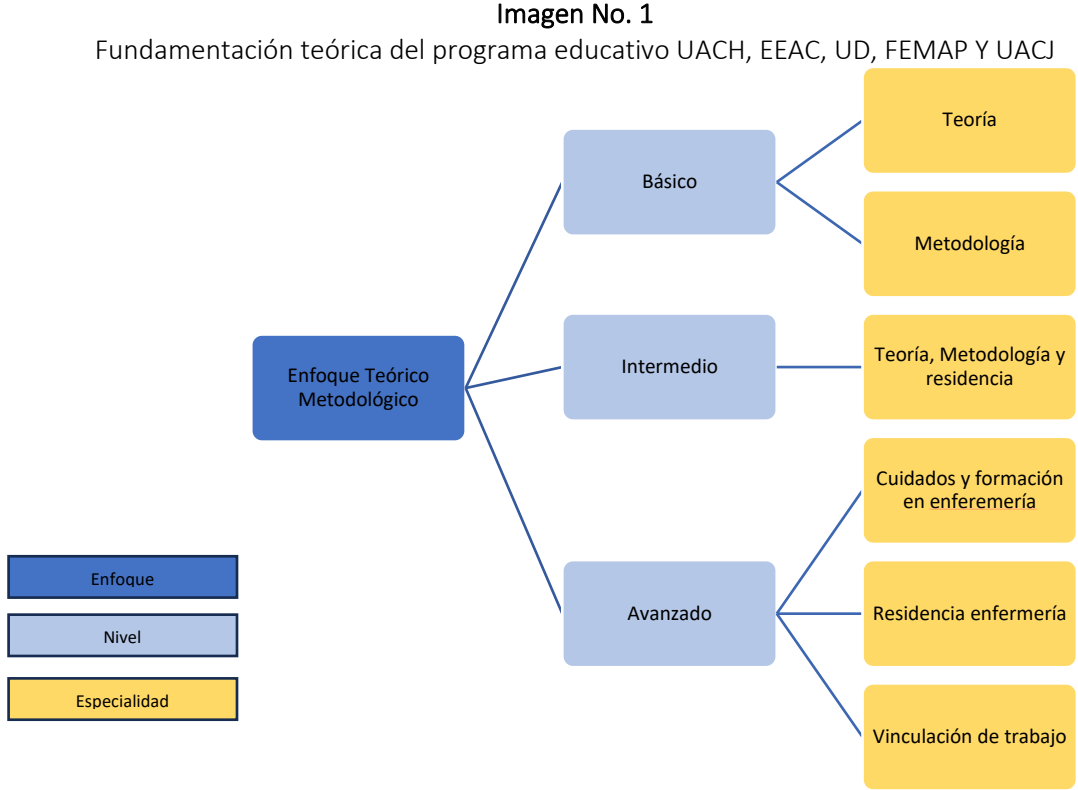 Imagen No. 1
Fundamentación teórica del programa educativo UACH, EEAC, UD, FEMAP Y UACJ
Enfoque Teórico
Metodológico
Básico
Teoría
Metodología
Intermedio
Teoría, Metodología y
residencia
Avanzado
Cuidados y formación
en enferemería
Residencia enfermería
Vinculación de trabajo
Enfoque
Nivel
Especialidad